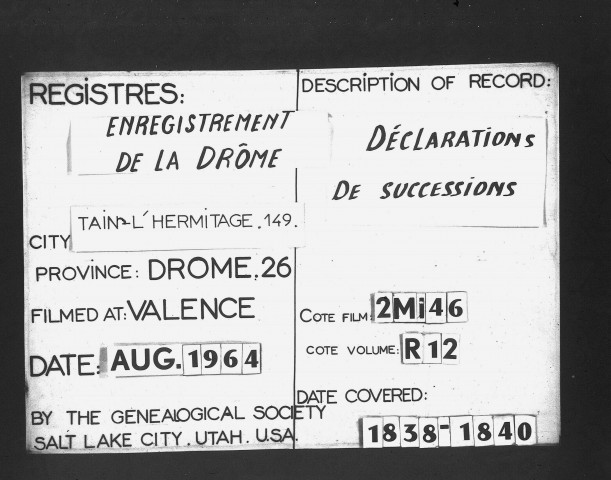 REGISTRES:
ENREGISTREMENT
DE LA DRÔME
CITY TAIN-L'HERMITAGE.149.
PROVINCE: DROME.26
FILMED AT: VALENCE
DATE: AUG. 1964
BY THE GENEALOGICAL SOCIETY
SALT LAKE CITY. UTAH. U.S.A.
DESCRIPTION OF RECORD:
DÉCLARATIONS
DE SUCCESSIONS
COTE FILM: 2Mi46
COTE VOLUME: R12
DATE COVERED:
1838-1840